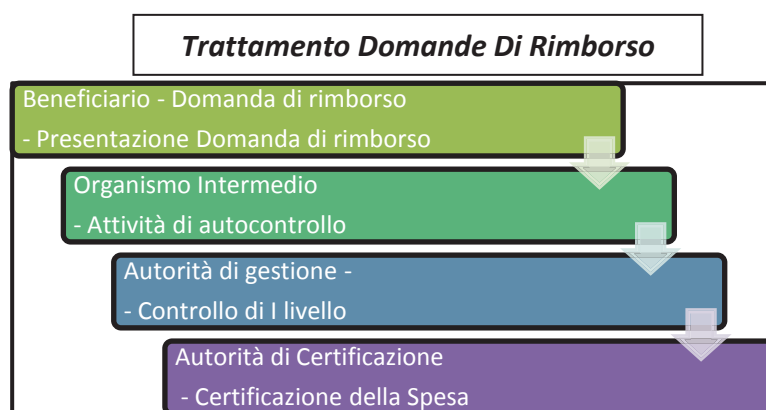 Trattamento Domande Di Rimborso
Beneficiario - Domanda di rimborso
- Presentazione Domanda di rimborso
Organismo Intermedio
- Attività di autocontrollo
Autorità di gestione -
- Controllo di I livello
Autorità di Certificazione
- Certificazione della Spesa